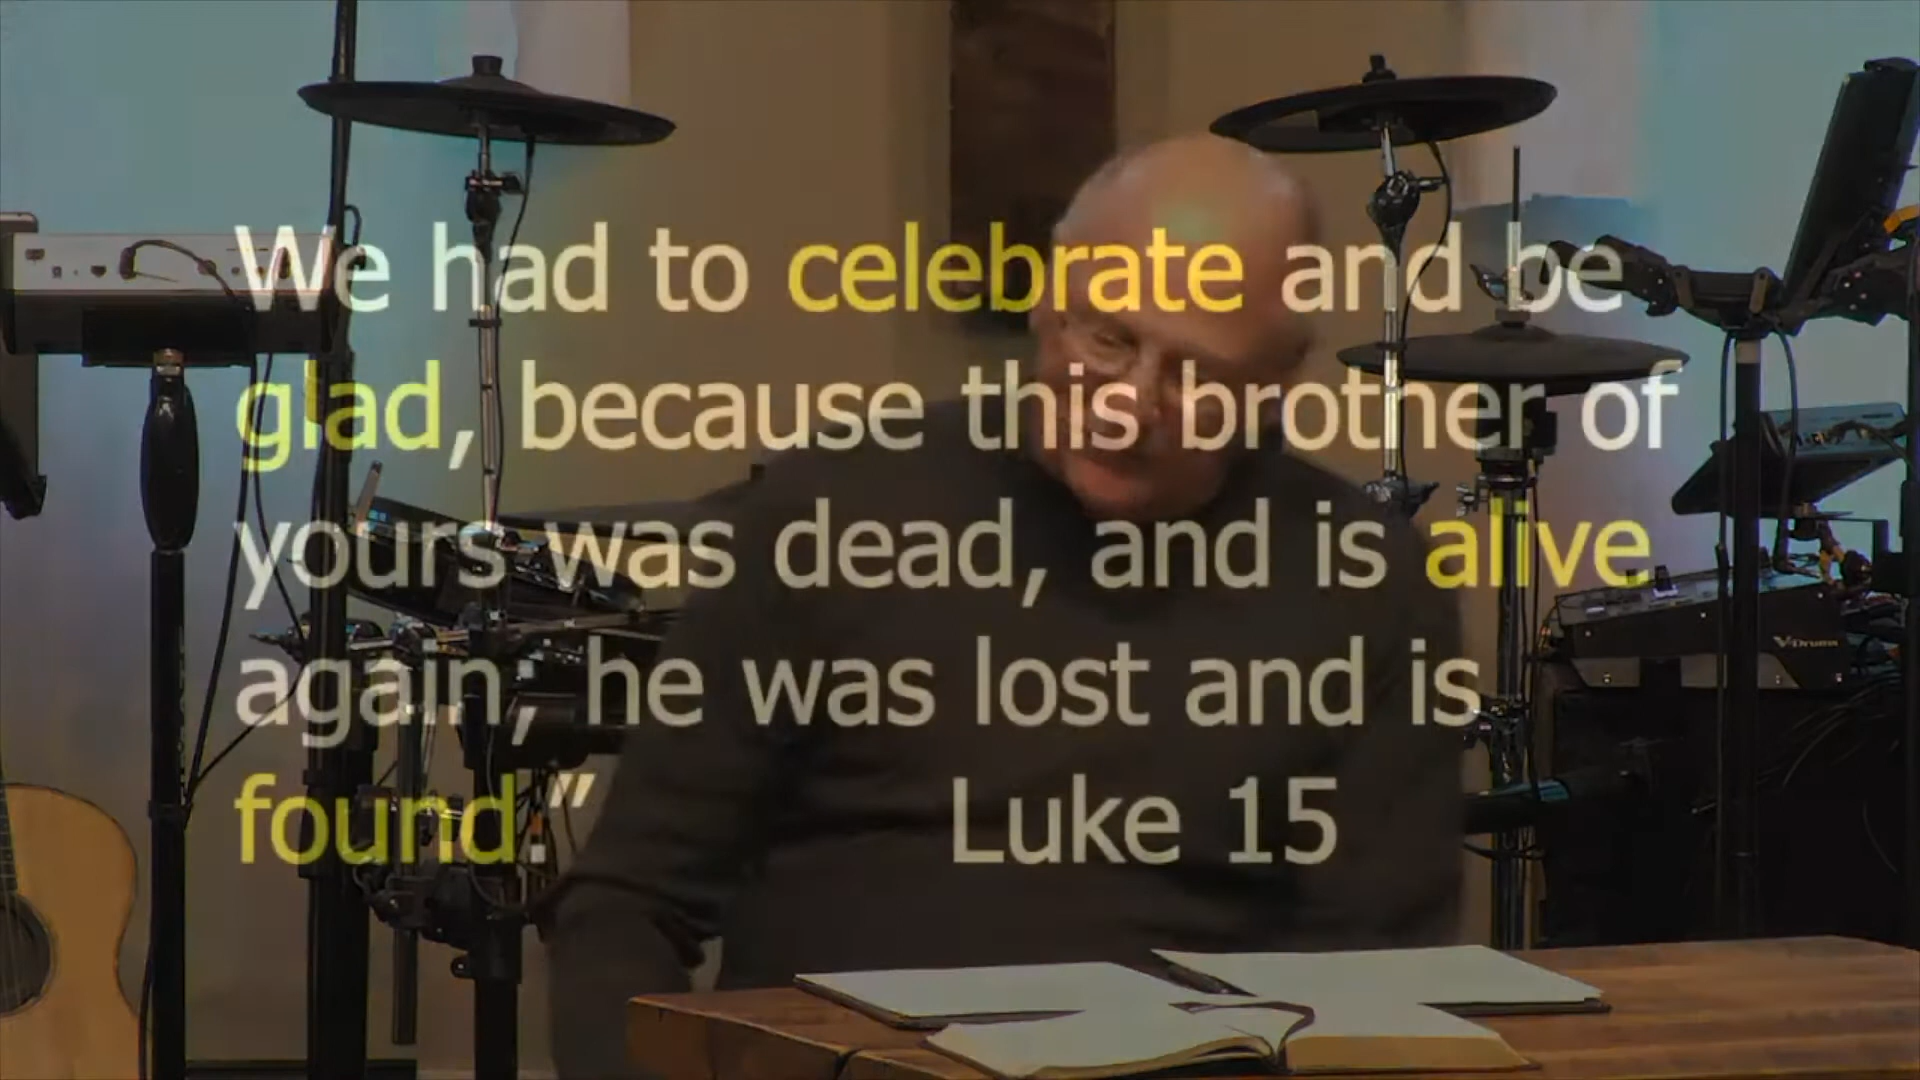 We had to celebrate and be
glad, because this brother of
yours was dead, and is alive
again; he was lost and is
found.” Luke 15
V-Drums